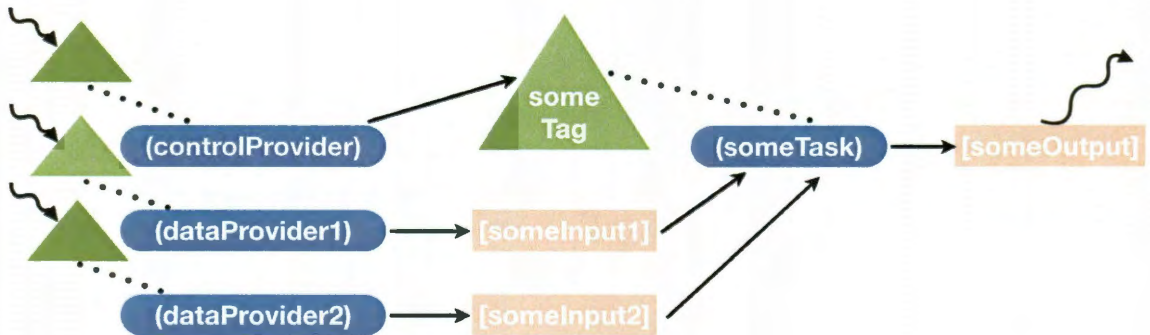 some
Tag
(controlProvider)
(someTask)
[someOutput]
(dataProvider1)
[someInput1]
(dataProvider2)
[someInput2]